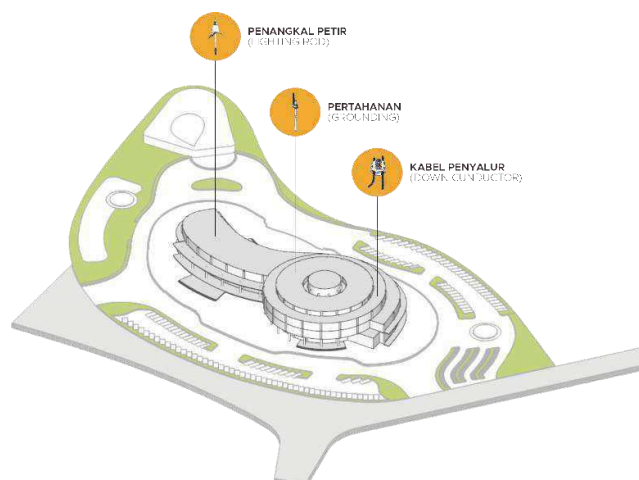 PENANGKAL PETIR
(LIGHTING ROD)
PERTAHANAN
(GROUNDING)
KABEL PENYALUR
(DOWN CONDUCTOR)